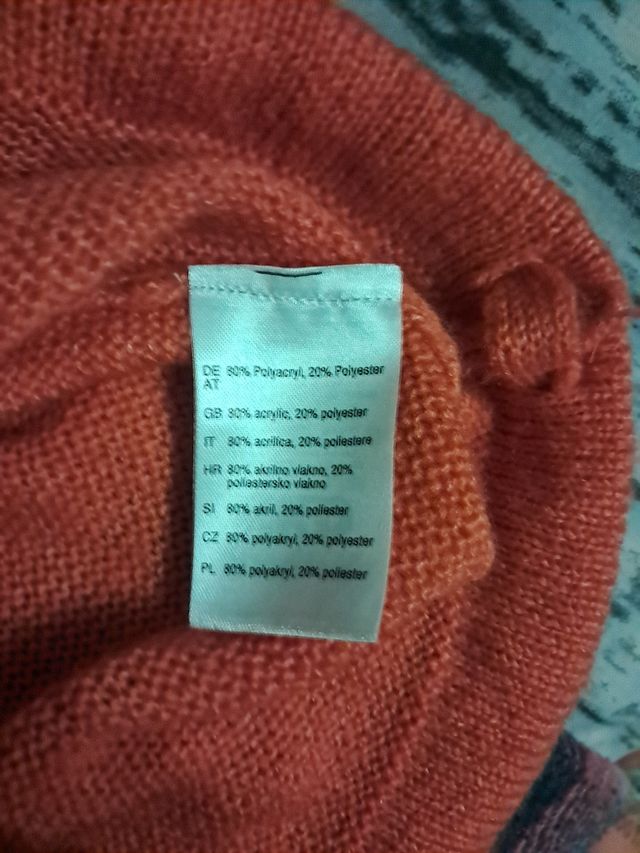 DE 80% Polyacryl, 20% Polyester
AT
GB 80% acrylic, 20% polyester
IT 80% acrilica, 20% poliestere
HR 80% akrilno vlakno, 20%
poliestersko vlakno
SI 80% akril, 20% poliester
CZ 80% polyakryl, 20% polyester
PL 80% polyakryl, 20% poliester